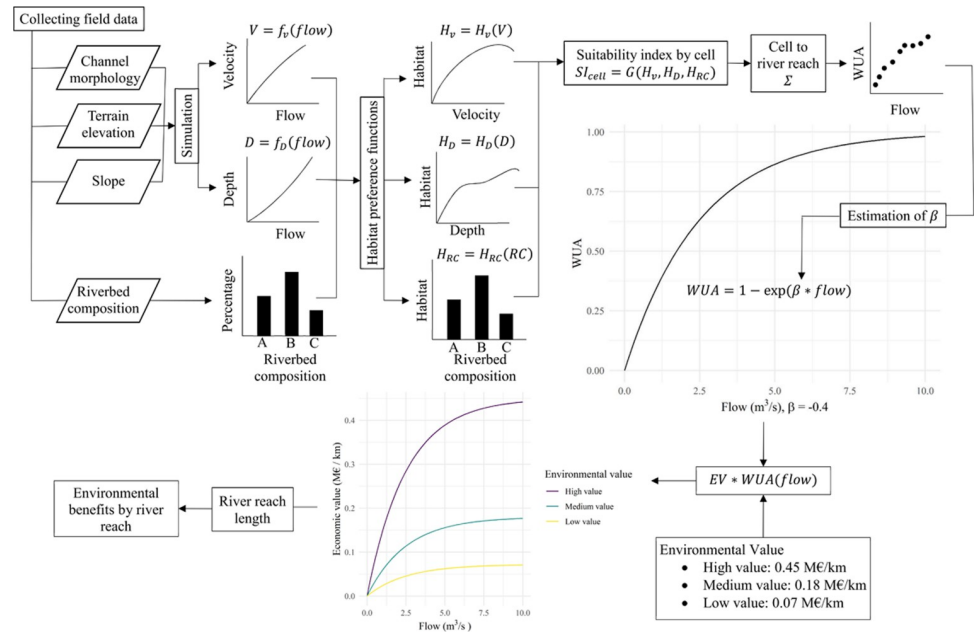 Collecting field data
Channel
morphology
Terrain
elevation
Slope
Riverbed
composition
Simulation
V = f_v(flow)
Velocity
Flow
D = f_D(flow)
Depth
Flow
Percentage
A B C
Riverbed
composition
Habitat preference functions
H_v = H_v(V)
Habitat
Velocity
H_D = H_D(D)
Habitat
Depth
H_RC = H_RC(RC)
Habitat
A B C
Riverbed
composition
Suitability index by cell
SI_cell = G(H_v, H_D, H_RC)
Cell to
river reach
Σ
WUA
Flow
1.00
0.75
0.50
0.25
0.00
WUA
Estimation of β
WUA = 1 − exp(β * flow)
0.0 2.5 5.0 7.5 10.0
Flow (m³/s), β = -0.4
EV * WUA(flow)
Environmental Value
● High value: 0.45 M€/km
● Medium value: 0.18 M€/km
● Low value: 0.07 M€/km
Environmental value
High value
Medium value
Low value
Economic value (M€ / km)
0.4
0.3
0.2
0.1
0.0
0.0 2.5 5.0 7.5 10.0
Flow (m³/s )
River reach
length
Environmental
benefits by river
reach